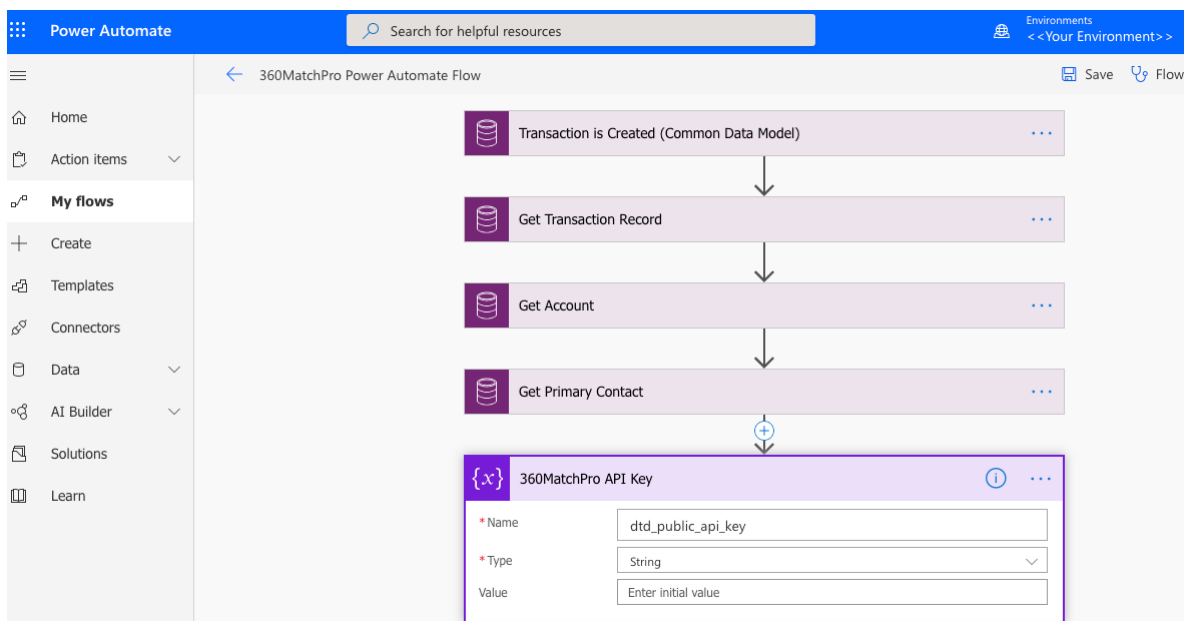 Power Automate
Search for helpful resources
Environments
<<Your Environment>>
360MatchPro Power Automate Flow
Save
Flow
Home
Action items
My flows
Create
Templates
Connectors
Data
AI Builder
Solutions
Learn
Transaction is Created (Common Data Model)
Get Transaction Record
Get Account
Get Primary Contact
{x} 360MatchPro API Key
* Name
dtd_public_api_key
* Type
String
Value
Enter initial value